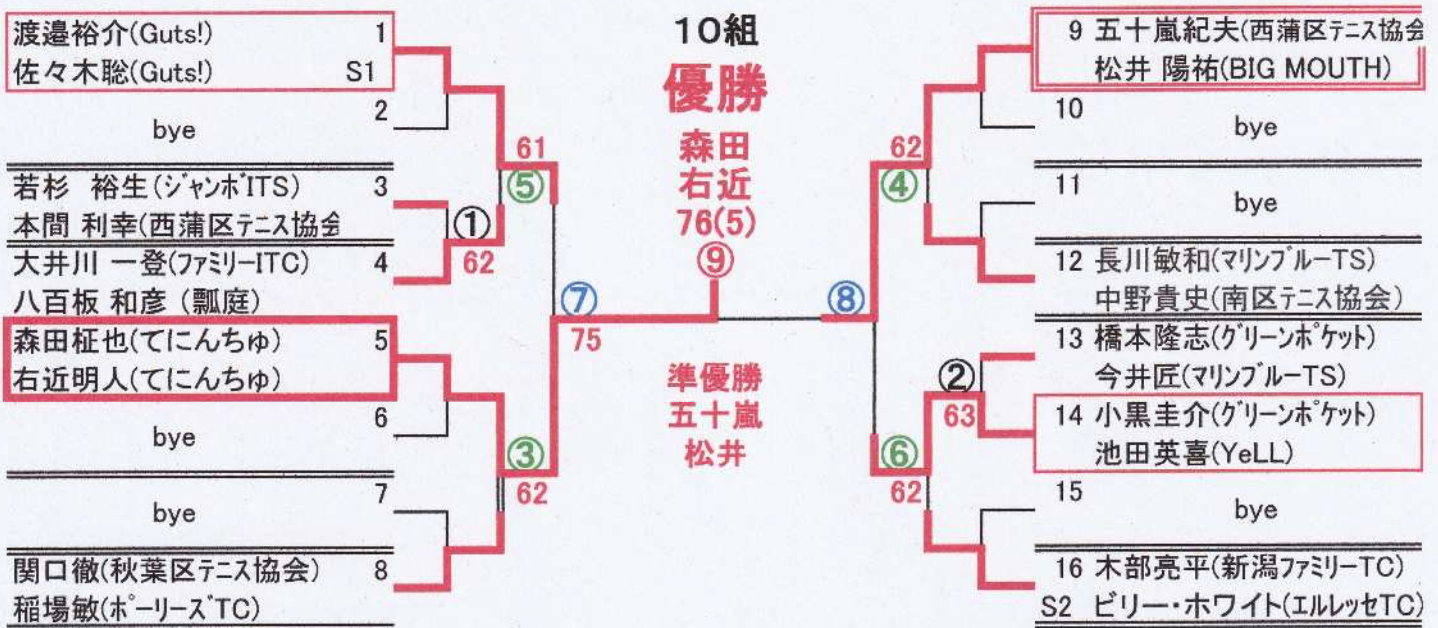 10組
優勝
森田
右近
76(5)
⑨
準優勝
五十嵐
松井
渡邉裕介(Guts!) 1
佐々木聡(Guts!) S1
bye 2
若杉 裕生(ジャンボITS) 3
本間 利幸(西蒲区テニス協会
大井川 一登(ファミリーITC) 4
八百板 和彦 (瓢庭)
森田柾也(てにんちゅ) 5
右近明人(てにんちゅ)
bye 6
bye 7
関口徹(秋葉区テニス協会) 8
稲場敏(ポーリーズTC)
① 62
61 ⑤
③ 62
⑦ 75
9 五十嵐紀夫(西蒲区テニス協会
松井 陽祐(BIG MOUTH)
10 bye
11 bye
12 長川敏和(マリンブルーTS)
中野貴史(南区テニス協会)
13 橋本隆志(グリーンポケット)
今井匠(マリンブルーTS)
14 小黒圭介(グリーンポケット)
池田英喜(YeLL)
15 bye
16 木部亮平(新潟ファミリーTC)
S2 ビリー・ホワイト(エルレッセTC)
62 ④
② 63
⑥ 62
⑧